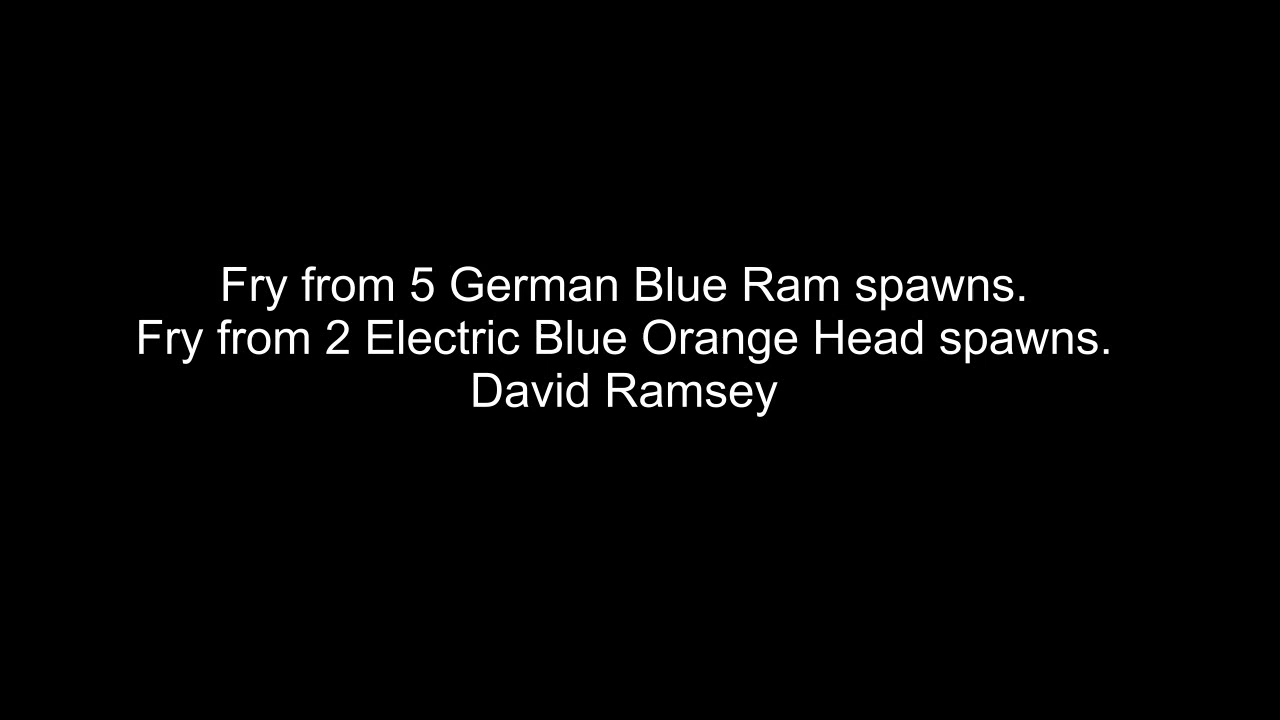 Fry from 5 German Blue Ram spawns.
Fry from 2 Electric Blue Orange Head spawns.
David Ramsey